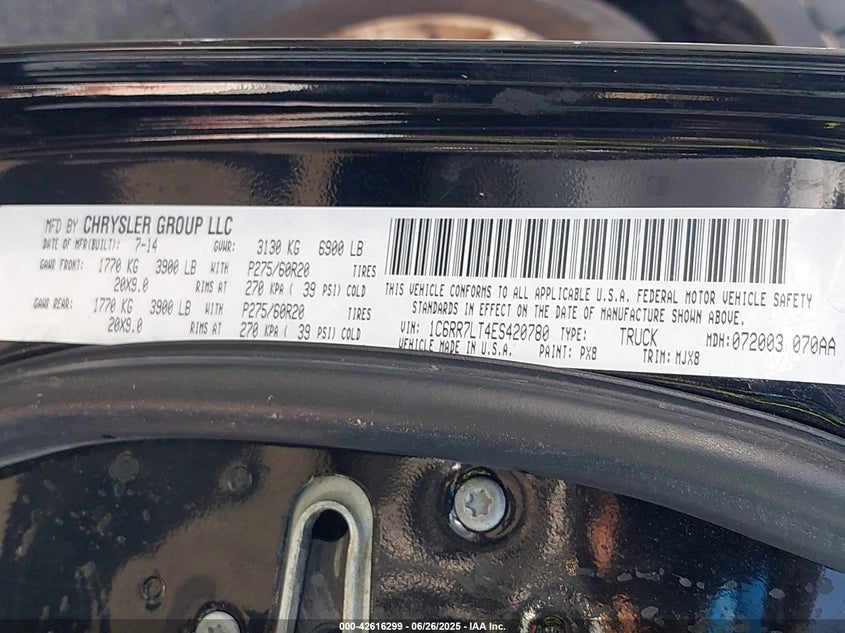 MFD BY CHRYSLER GROUP LLC
DATE OF MFR(BUILT): 7-14 GVWR: 3130 KG 6900 LB
GAWR FRONT: 1770 KG 3900 LB WITH P275/60R20 TIRES
20X9.0 RIMS AT 270 KPA ( 39 PSI) COLD
GAWR REAR: 1770 KG 3900 LB WITH P275/60R20 TIRES
20X9.0 RIMS AT 270 KPA ( 39 PSI) COLD
THIS VEHICLE CONFORMS TO ALL APPLICABLE U.S.A. FEDERAL MOTOR VEHICLE SAFETY
STANDARDS IN EFFECT ON THE DATE OF MANUFACTURE SHOWN ABOVE.
VIN: 1C6RR7LT4ES420780 TYPE: TRUCK MDH:072003 070AA
VEHICLE MADE IN U.S.A. PAINT: PX8 TRIM: MJX8
000-42616299 - 06/26/2025 - IAA Inc.